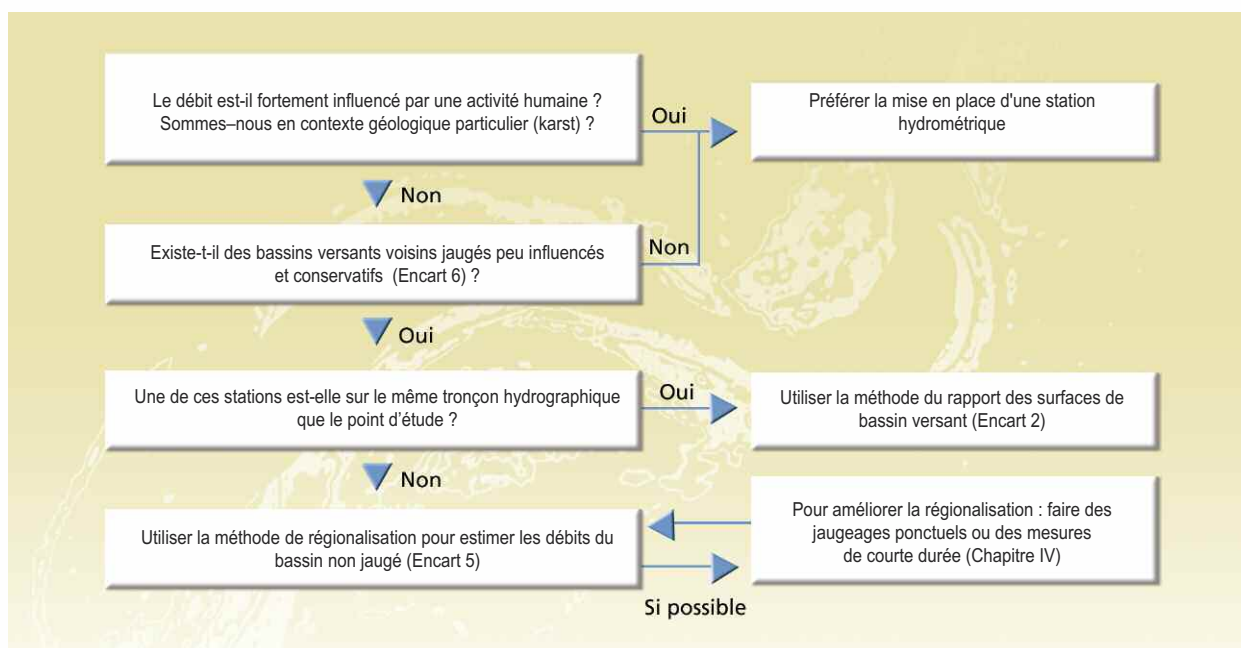 Le débit est-il fortement influencé par une activité humaine ?
Sommes–nous en contexte géologique particulier (karst) ?
Oui
Préférer la mise en place d'une station
hydrométrique
Non
Existe-t-il des bassins versants voisins jaugés peu influencés
et conservatifs (Encart 6) ?
Non
Oui
Une de ces stations est-elle sur le même tronçon hydrographique
que le point d’étude ?
Oui
Utiliser la méthode du rapport des surfaces de
bassin versant (Encart 2)
Non
Utiliser la méthode de régionalisation pour estimer les débits du
bassin non jaugé (Encart 5)
Pour améliorer la régionalisation : faire des
jaugeages ponctuels ou des mesures
de courte durée (Chapitre IV)
Si possible